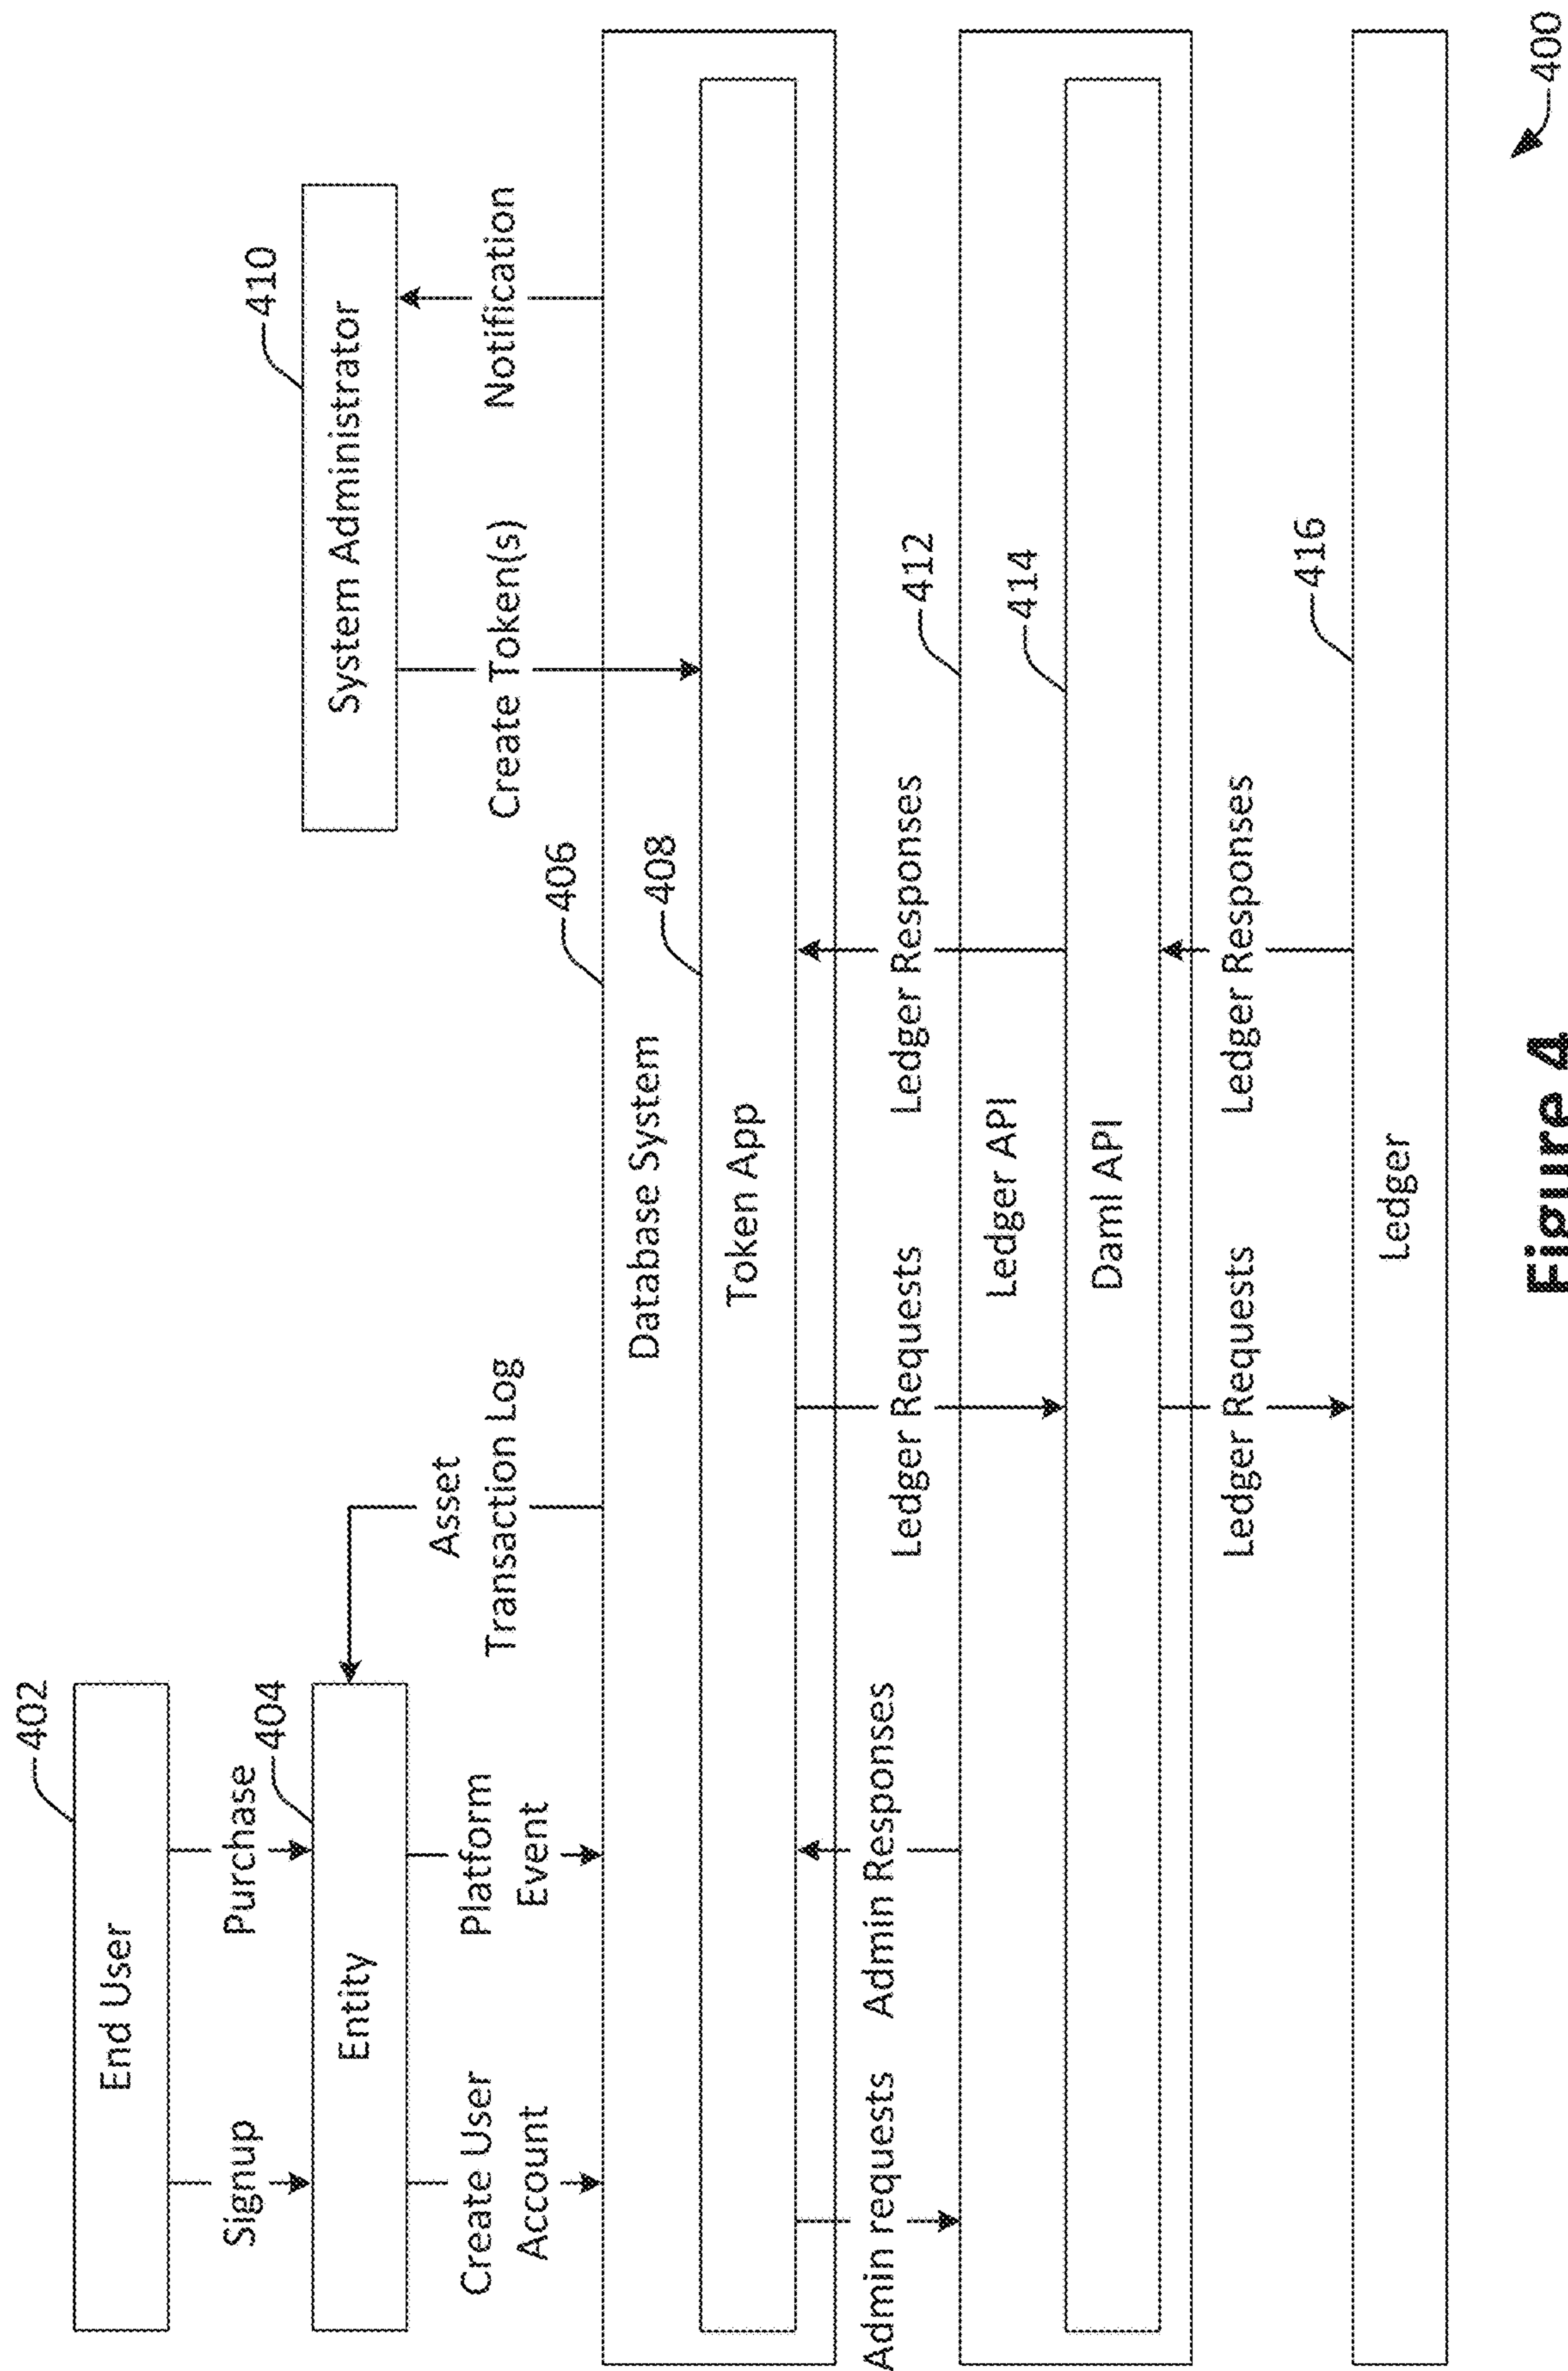 402
End User
Signup
Purchase
404
Entity
Create User
Account
Platform
Event
Asset
Transaction Log
410
System Administrator
Create Token(s)
Notification
406
Database System
408
Token App
Admin requests
Admin Responses
Ledger Requests
Ledger Responses
412
Ledger API
414
Daml API
Ledger Requests
Ledger Responses
416
Ledger
400
Figure 4